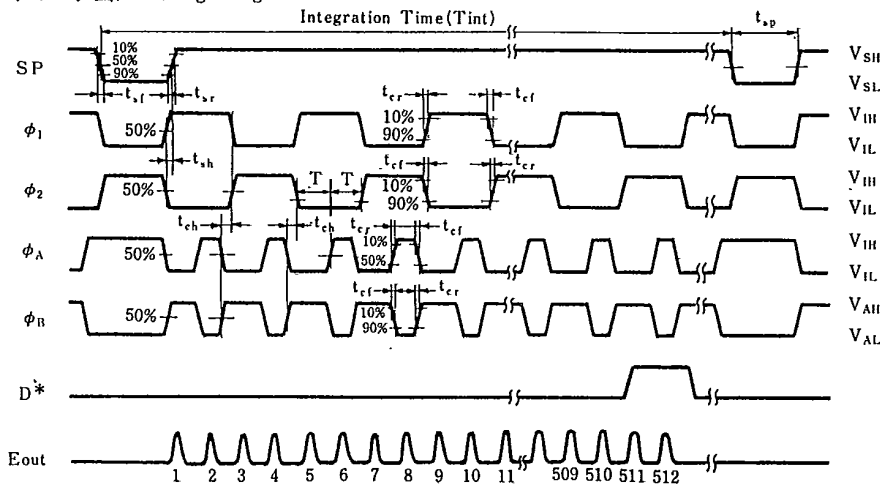 Integration Time(Tint)
tsp
SP
10%
50%
90%
tsf
tsr
VSH
VSL
φ1
50%
tsh
tcr
tcf
10%
90%
VIH
VIL
φ2
50%
T
T
tcf
tcr
10%
90%
VIH
VIL
φA
50%
tch
tch
tcr
tcf
10%
50%
VIH
VIL
φB
50%
tcf
tcr
10%
90%
VAH
VAL
D*
Eout
1 2 3 4 5 6 7 8 9 10 11 509 510 511 512